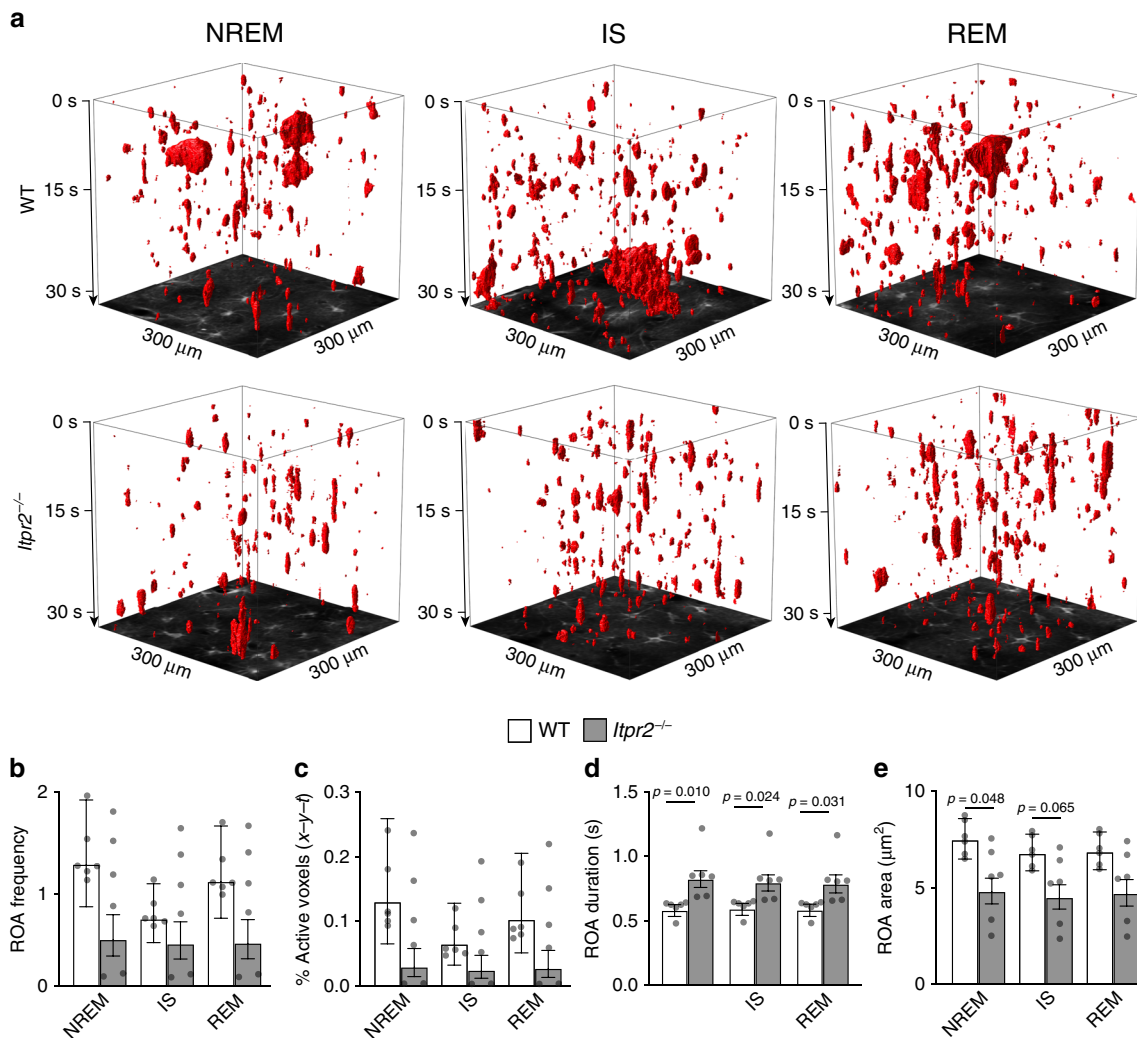 a
NREM IS REM
WT
0 s
15 s
30 s
300 µm 300 µm
0 s
15 s
30 s
300 µm 300 µm
0 s
15 s
30 s
300 µm 300 µm
Itpr2−/−
0 s
15 s
30 s
300 µm 300 µm
0 s
15 s
30 s
300 µm 300 µm
0 s
15 s
30 s
300 µm 300 µm
WT Itpr2−/−
b
ROA frequency
2
1
0
NREM IS REM
c
% Active voxels (x–y–t)
0.3
0.2
0.1
0.0
NREM IS REM
d
ROA duration (s)
1.5
1.0
0.5
0.0
p = 0.010
p = 0.024
p = 0.031
IS REM
e
ROA area (µm²)
10
5
0
p = 0.048
p = 0.065
NREM IS REM